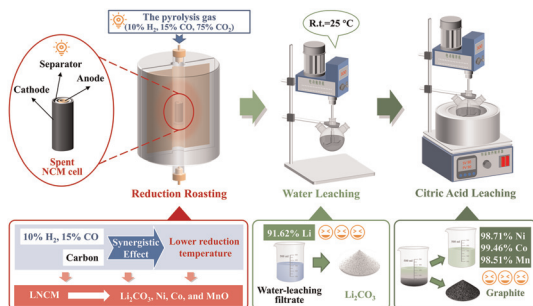 The pyrolysis gas
(10% H₂, 15% CO, 75% CO₂)
R.t.=25 °C
Separator
Anode
Cathode
Spent
NCM cell
Reduction Roasting
Water Leaching
Citric Acid Leaching
10% H₂, 15% CO
Carbon
Synergistic
Effect
Lower reduction
temperature
LNCM
Li₂CO₃, Ni, Co, and MnO
91.62% Li
Water-leaching
filtrate
Li₂CO₃
98.71% Ni
99.46% Co
98.51% Mn
Graphite